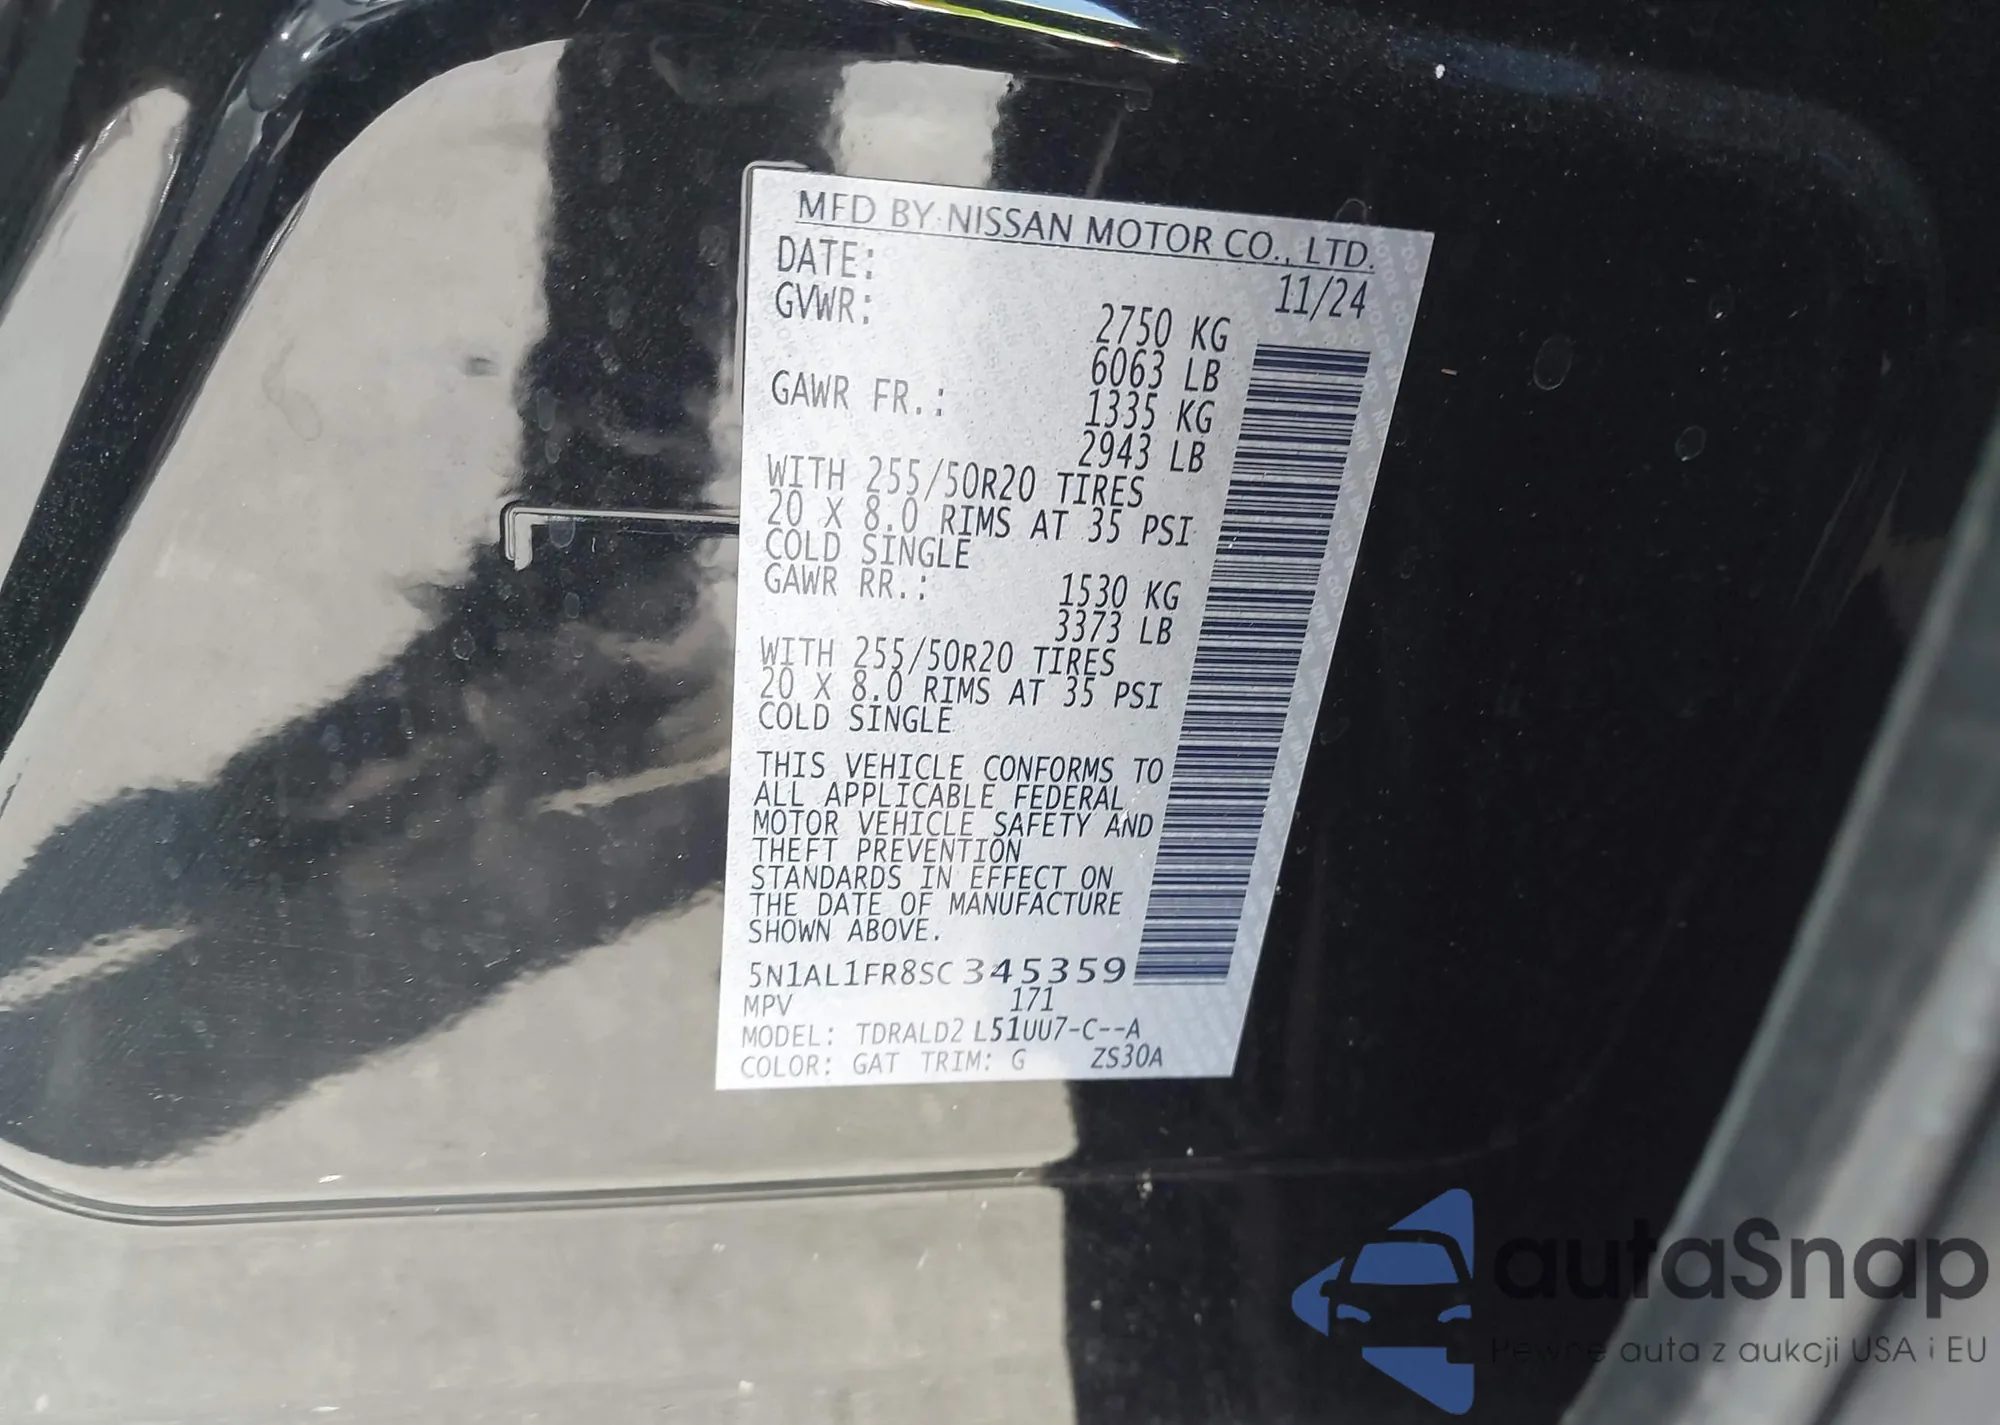 MFD BY NISSAN MOTOR CO., LTD.
DATE: 11/24
GVWR: 2750 KG
6063 LB
GAWR FR.: 1335 KG
2943 LB
WITH 255/50R20 TIRES
20 X 8.0 RIMS AT 35 PSI
COLD SINGLE
GAWR RR.: 1530 KG
3373 LB
WITH 255/50R20 TIRES
20 X 8.0 RIMS AT 35 PSI
COLD SINGLE
THIS VEHICLE CONFORMS TO
ALL APPLICABLE FEDERAL
MOTOR VEHICLE SAFETY AND
THEFT PREVENTION
STANDARDS IN EFFECT ON
THE DATE OF MANUFACTURE
SHOWN ABOVE.
5N1AL1FR8SC345359
MPV 171
MODEL: TDRALD2 L51UU7-C--A
COLOR: GAT TRIM: G ZS30A
autaSnap
Pewne auta z aukcji USA i EU